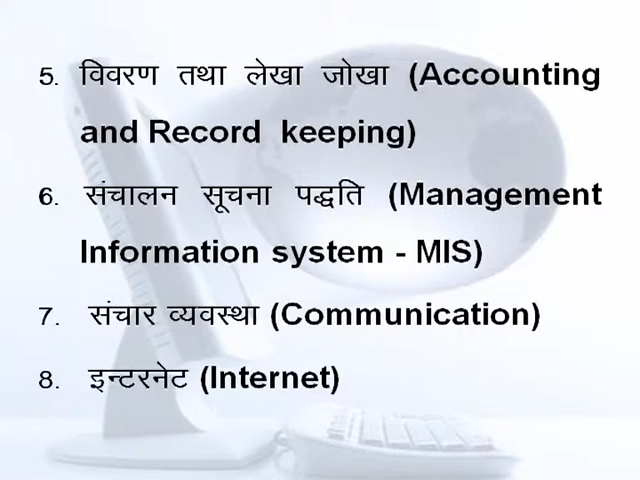 5. विवरण तथा लेखा जोखा (Accounting
and Record keeping)
6. संचालन सूचना पद्धति (Management
Information system - MIS)
7. संचार व्यवस्था (Communication)
8. इन्टरनेट (Internet)